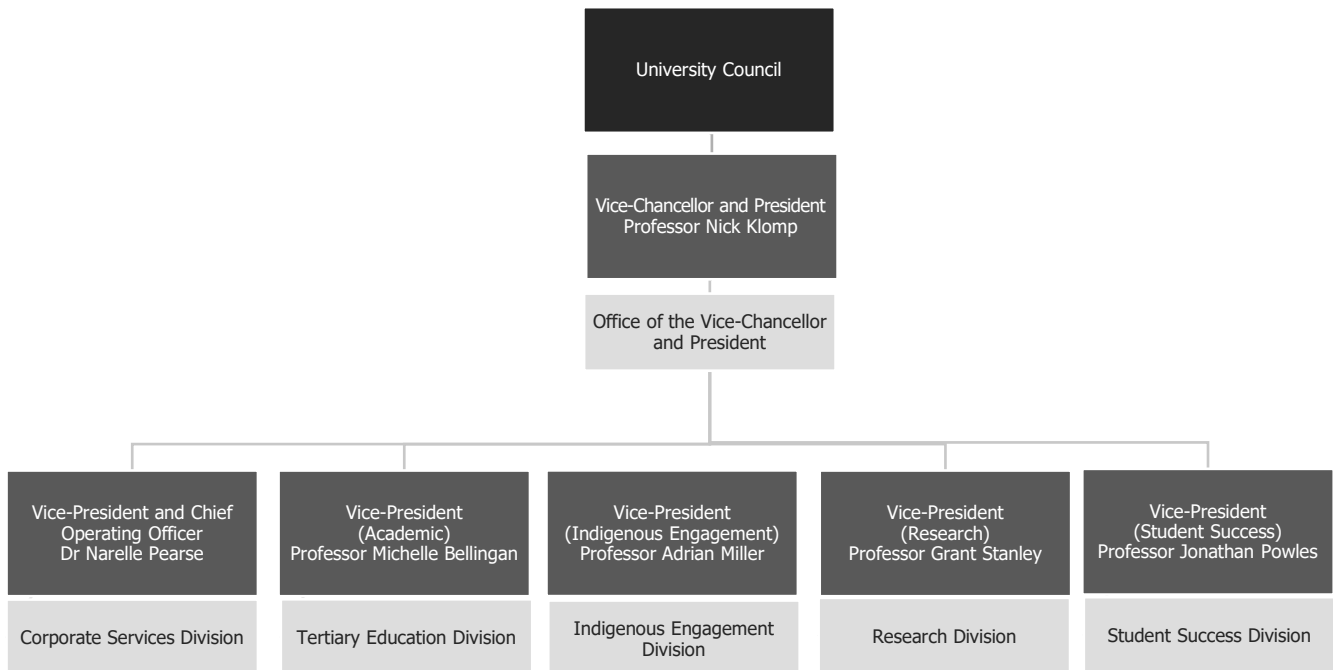 University Council
Vice-Chancellor and President
Professor Nick Klomp
Office of the Vice-Chancellor
and President
Vice-President and Chief
Operating Officer
Dr Narelle Pearse
Vice-President
(Academic)
Professor Michelle Bellingan
Vice-President
(Indigenous Engagement)
Professor Adrian Miller
Vice-President
(Research)
Professor Grant Stanley
Vice-President
(Student Success)
Professor Jonathan Powles
Corporate Services Division
Tertiary Education Division
Indigenous Engagement
Division
Research Division
Student Success Division